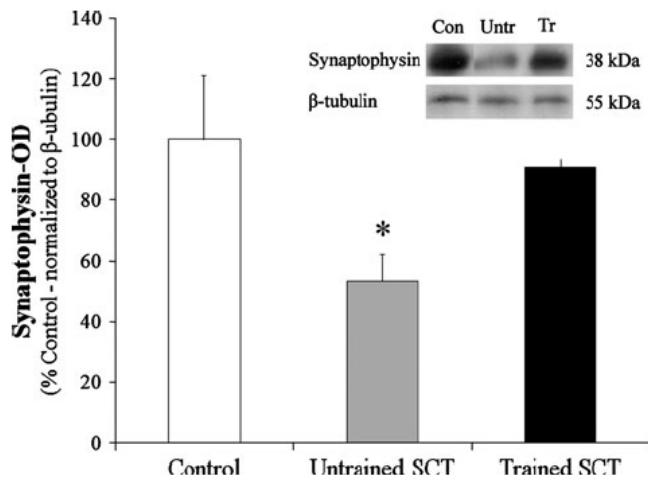 140
120
100
80
60
40
20
0
Synaptophysin-OD
(% Control - normalized to β-ubulin)
Con Untr Tr
Synaptophysin 38 kDa
β-tubulin 55 kDa
*
Control Untrained SCT Trained SCT